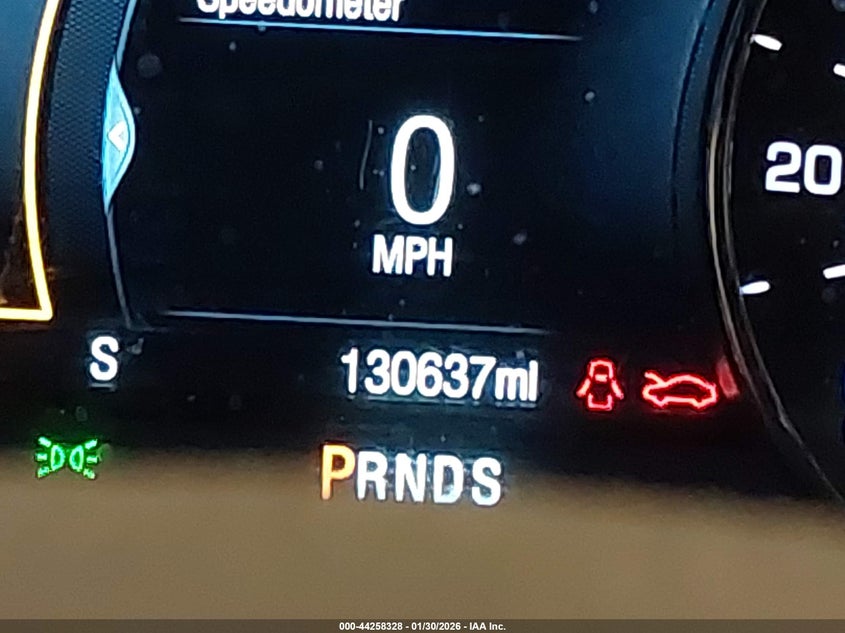 Speedometer
0
MPH
20
S
130637mi
PRNDS
000-44258328 - 01/30/2026 - IAA Inc.